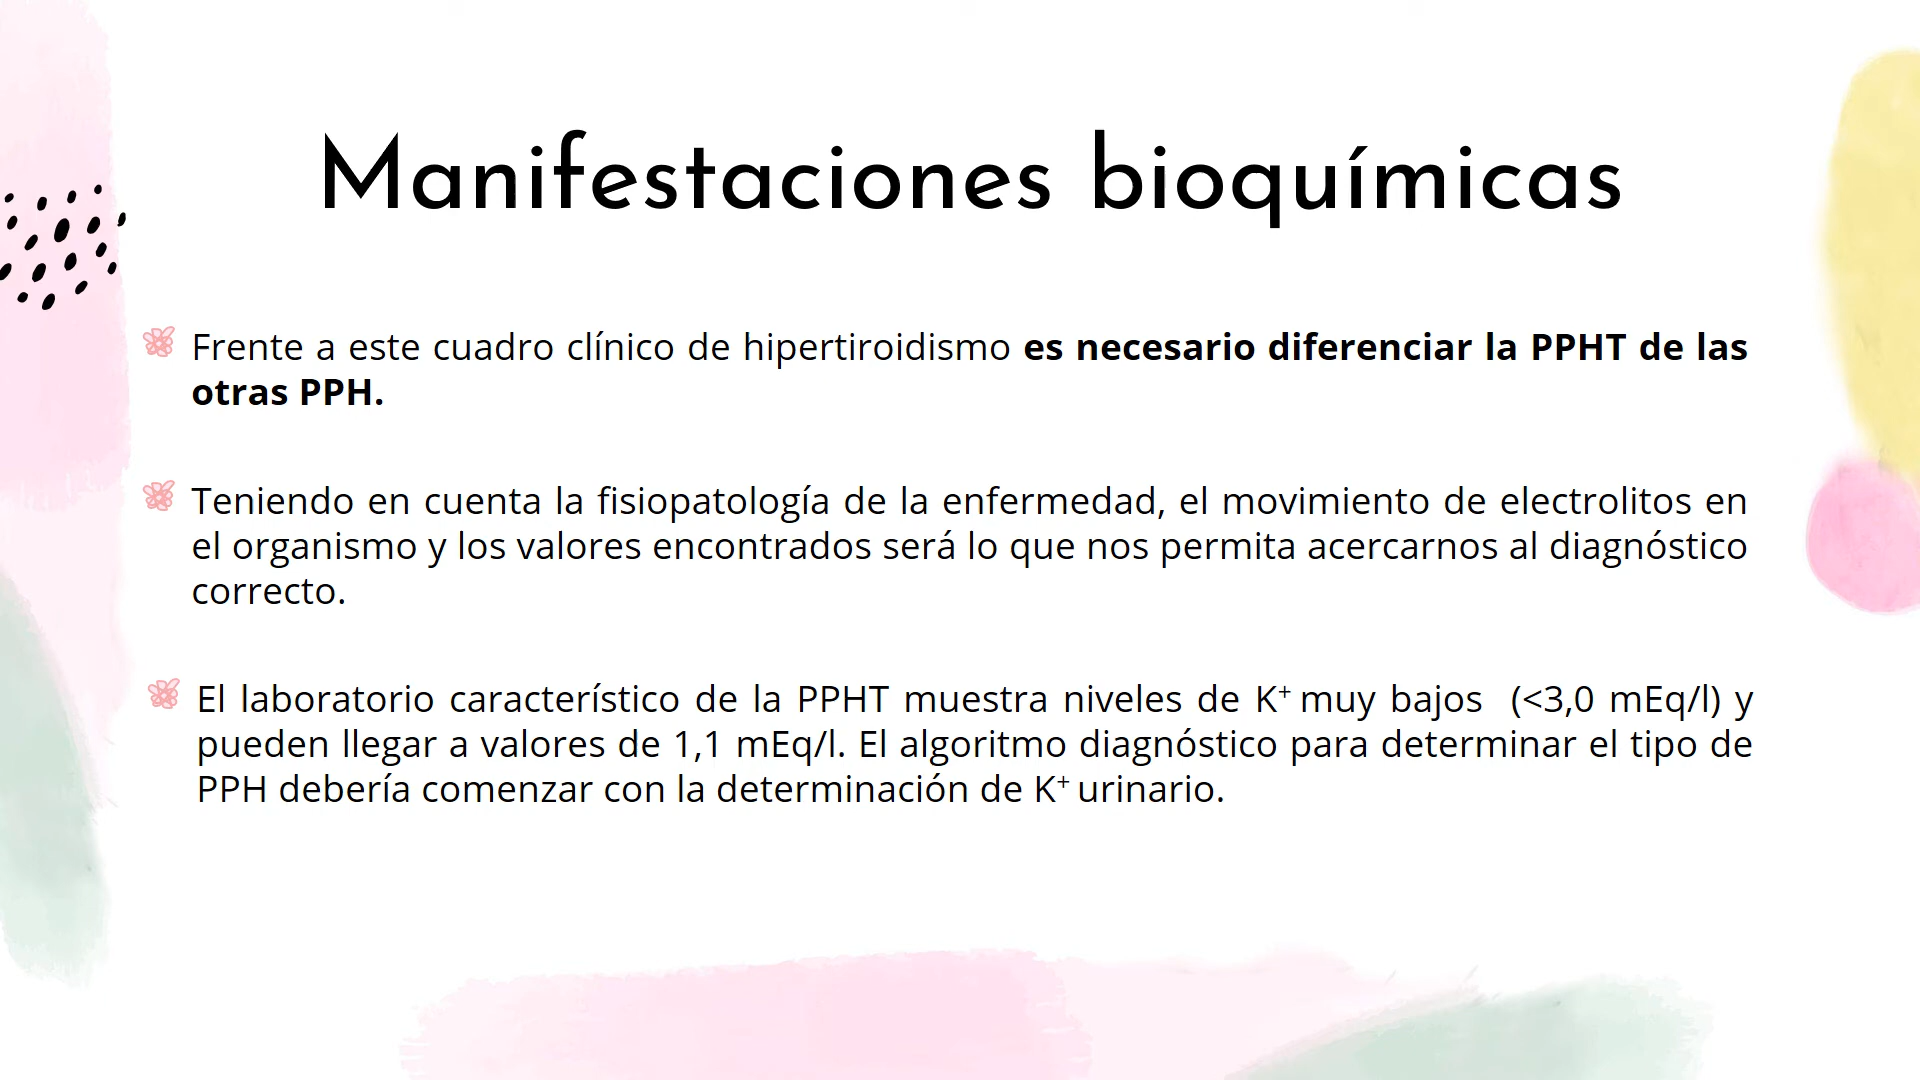 Manifestaciones bioquímicas
Frente a este cuadro clínico de hipertiroidismo es necesario diferenciar la PPHT de las
otras PPH.
Teniendo en cuenta la fisiopatología de la enfermedad, el movimiento de electrolitos en
el organismo y los valores encontrados será lo que nos permita acercarnos al diagnóstico
correcto.
El laboratorio característico de la PPHT muestra niveles de K⁺ muy bajos (<3,0 mEq/l) y
pueden llegar a valores de 1,1 mEq/l. El algoritmo diagnóstico para determinar el tipo de
PPH debería comenzar con la determinación de K⁺ urinario.